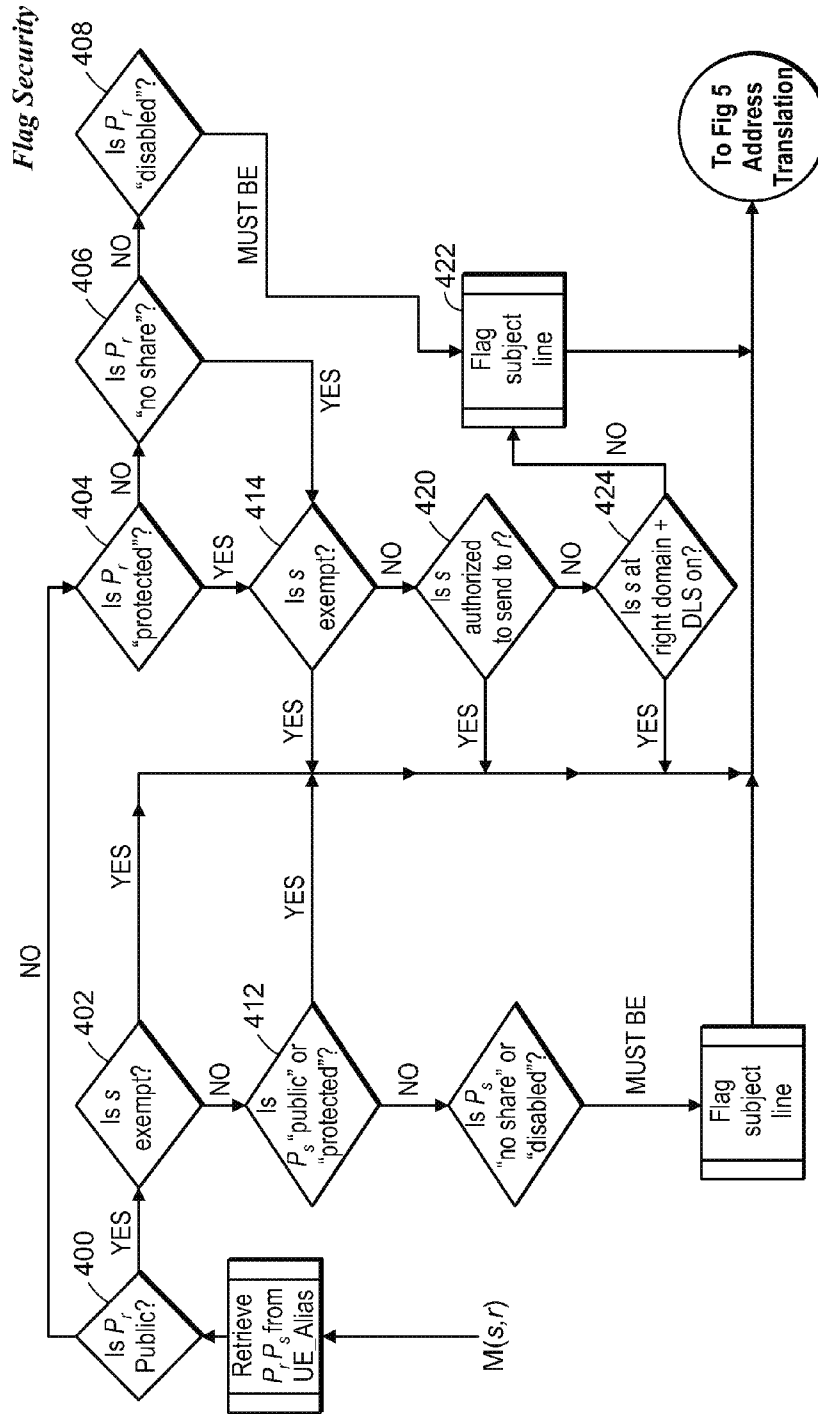 Flag Security
M(s,r)
Retrieve
PᵣPₛ from
UE_Alias
400
Is Pᵣ
Public?
YES
NO
402
Is s
exempt?
YES
NO
412
Is
Pₛ "public" or
"protected"?
YES
NO
Is Pₛ
"no share" or
"disabled"?
MUST BE
Flag
subject
line
404
Is Pᵣ
"protected"?
NO
YES
406
Is Pᵣ
"no share"?
NO
YES
408
Is Pᵣ
"disabled"?
MUST BE
414
Is s
exempt?
YES
NO
420
Is s
authorized
to send to r?
YES
NO
424
Is s at
right domain +
DLS on?
YES
NO
422
Flag
subject
line
To Fig 5
Address
Translation